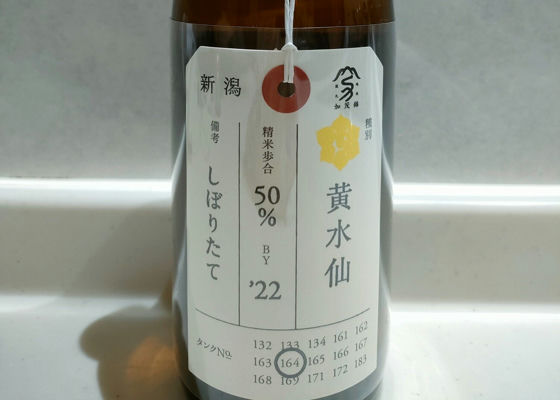 新潟
加茂錦
種別
黄水仙
精米歩合
50%
BY
'22
備考
しぼりたて
タンクNo.
132 133 134 161 162
163 164 165 166 167
168 169 171 172 183